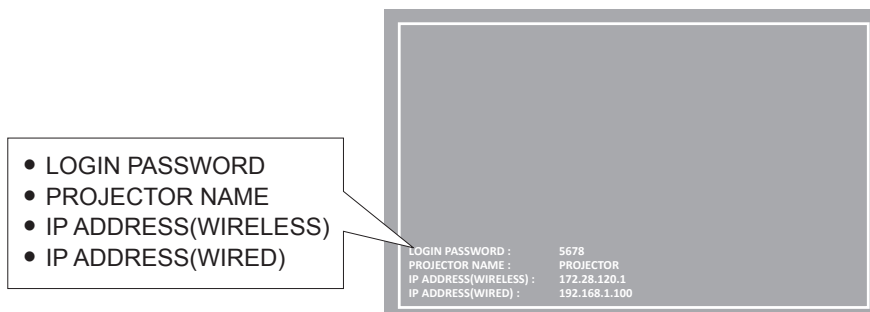 • LOGIN PASSWORD
• PROJECTOR NAME
• IP ADDRESS(WIRELESS)
• IP ADDRESS(WIRED)
LOGIN PASSWORD : 5678
PROJECTOR NAME : PROJECTOR
IP ADDRESS(WIRELESS) : 172.28.120.1
IP ADDRESS(WIRED) : 192.168.1.100